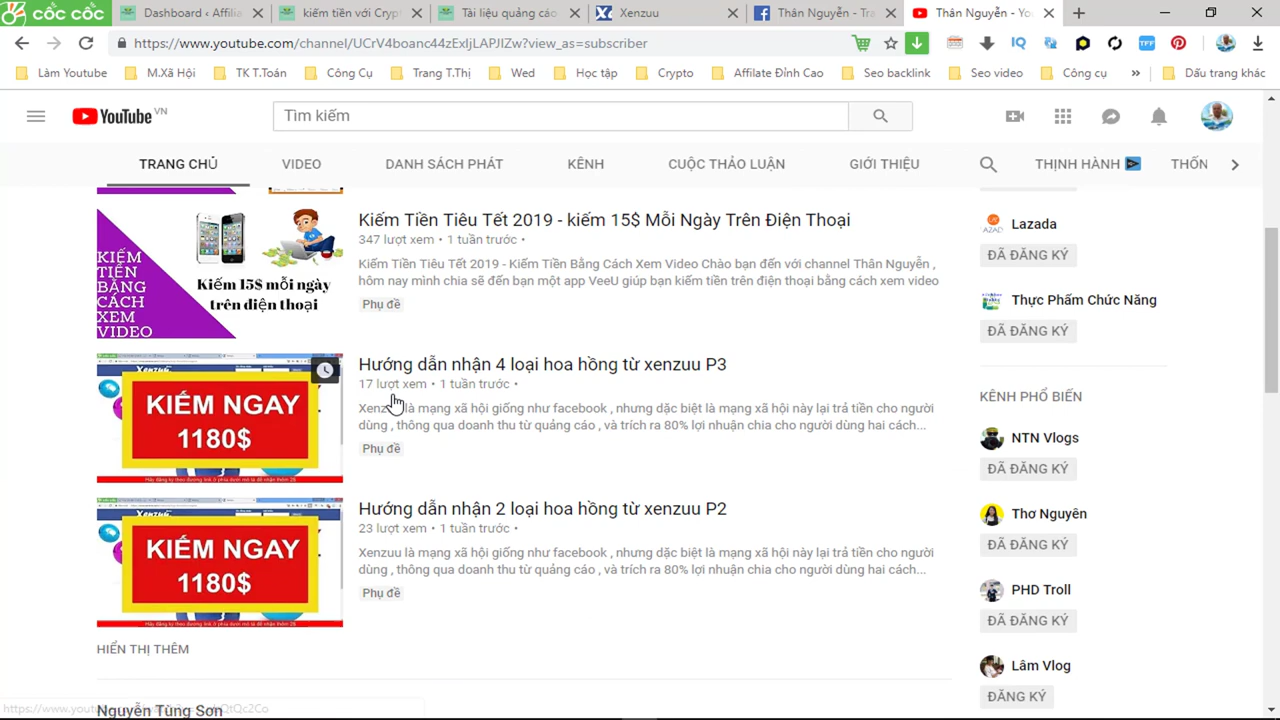 cốc cốc
Dashboard ‹ Affilia
kiếm tiền với Crypt
Tài liệu quảng cáo
Xenzuu
Thân Nguyễn - Tra
Thân Nguyễn - You
https://www.youtube.com/channel/UCrV4boanc44zExIjLAPJIZw?view_as=subscriber
Làm Youtube
M.Xã Hội
TK T.Toán
Công Cụ
Trang T.Thị
Wed
Học tập
Crypto
Affilate Đỉnh Cao
Seo backlink
Seo video
Công cụ
»
Dấu trang khác
YouTube VN
Tìm kiếm
TRANG CHỦ
VIDEO
DANH SÁCH PHÁT
KÊNH
CUỘC THẢO LUẬN
GIỚI THIỆU
THỊNH HÀNH
THỐN
KIẾM
TIỀN
BẰNG
CÁCH
XEM
VIDEO
Kiếm 15$ mỗi ngày
trên điện thoại
Kiếm Tiền Tiêu Tết 2019 - kiếm 15$ Mỗi Ngày Trên Điện Thoại
347 lượt xem • 1 tuần trước •
Kiếm Tiền Tiêu Tết 2019 - Kiếm Tiền Bằng Cách Xem Video Chào bạn đến với channel Thân Nguyễn ,
hôm nay mình chia sẽ đến bạn một app VeeU giúp bạn kiếm tiền trên điện thoại bằng cách xem video
Phụ đề
KIẾM NGAY
1180$
Hướng dẫn nhận 4 loại hoa hồng từ xenzuu P3
17 lượt xem • 1 tuần trước •
là mạng xã hội giống như facebook , nhưng đặc biệt là mạng xã hội này lại trả tiền cho người
dùng , thông qua doanh thu từ quảng cáo , và trích ra 80% lợi nhuận chia cho người dùng hai cách...
Phụ đề
KIẾM NGAY
1180$
Hướng dẫn nhận 2 loại hoa hồng từ xenzuu P2
23 lượt xem • 1 tuần trước •
Xenzuu là mạng xã hội giống như facebook , nhưng đặc biệt là mạng xã hội này lại trả tiền cho người
dùng , thông qua doanh thu từ quảng cáo , và trích ra 80% lợi nhuận chia cho người dùng hai cách...
Phụ đề
HIỂN THỊ THÊM
Nguyễn Tùng Sơn
Lazada
ĐÃ ĐĂNG KÝ
Thực Phẩm Chức Năng
ĐÃ ĐĂNG KÝ
KÊNH PHỔ BIẾN
NTN Vlogs
ĐÃ ĐĂNG KÝ
Thơ Nguyên
ĐÃ ĐĂNG KÝ
PHD Troll
ĐÃ ĐĂNG KÝ
Lâm Vlog
ĐĂNG KÝ